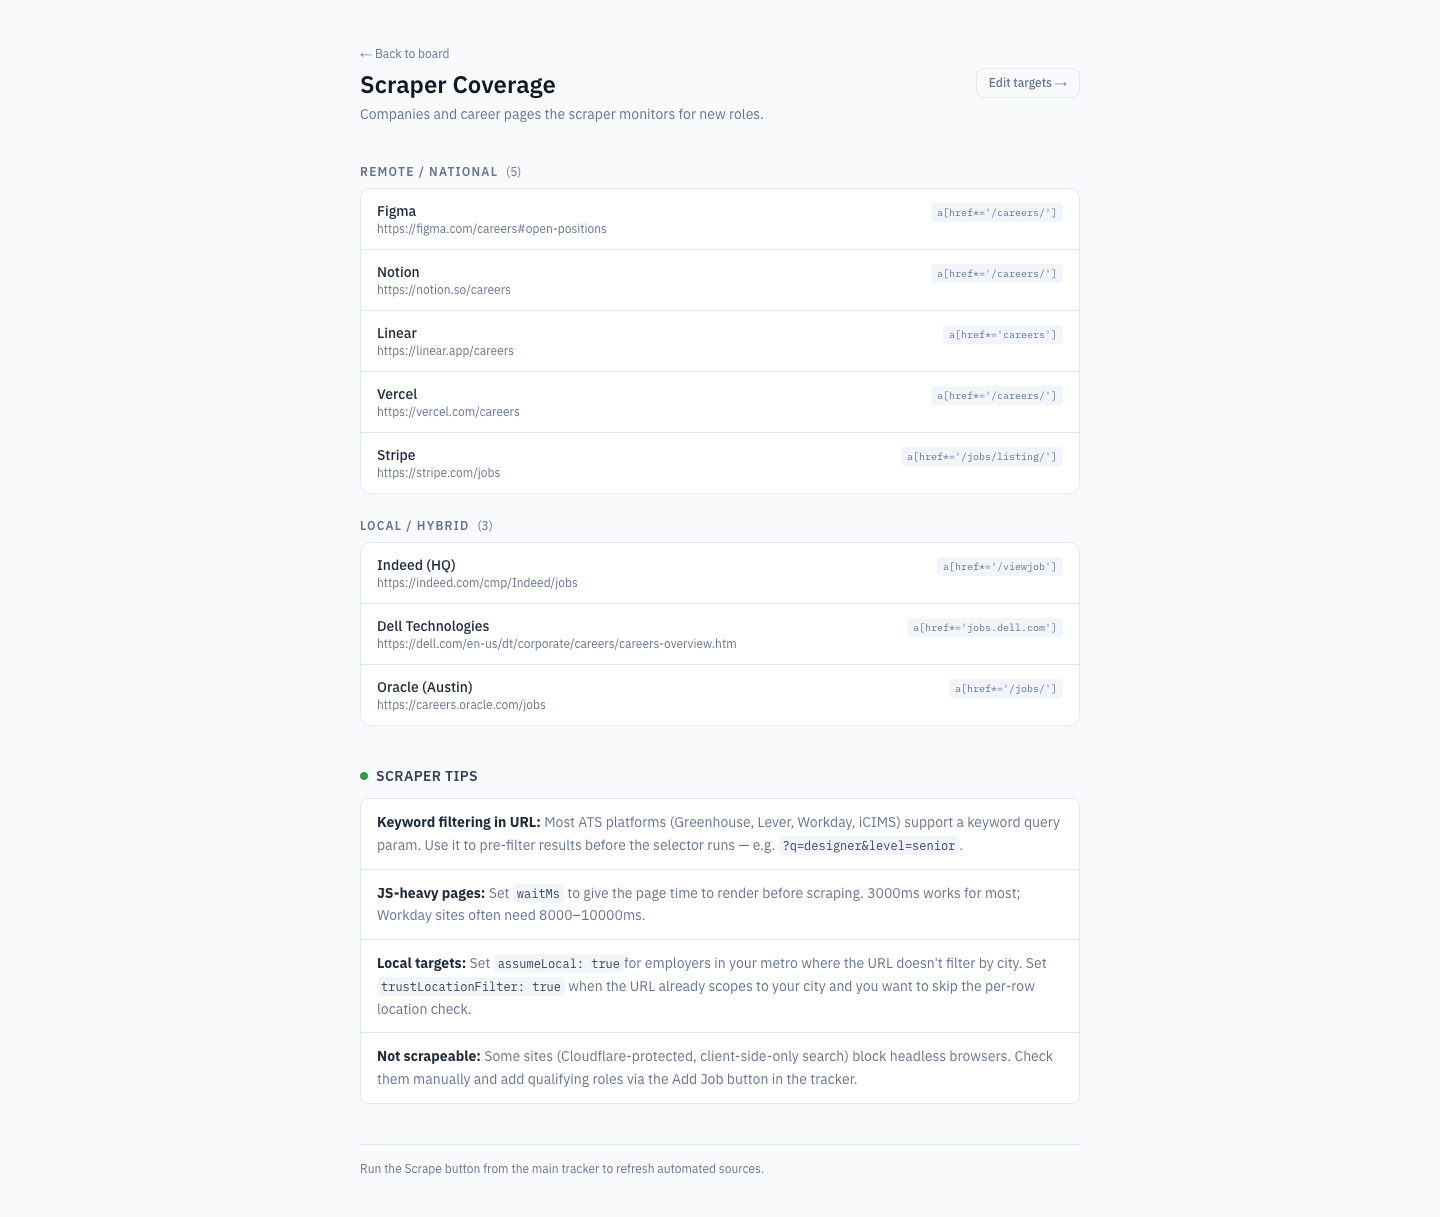 ← Back to board
Scraper Coverage
Edit targets →
Companies and career pages the scraper monitors for new roles.
REMOTE / NATIONAL (5)
Figma
a[href*='/careers/']
https://figma.com/careers#open-positions
Notion
a[href*='/careers/']
https://notion.so/careers
Linear
a[href*='careers']
https://linear.app/careers
Vercel
a[href*='/careers/']
https://vercel.com/careers
Stripe
a[href*='/jobs/listing/']
https://stripe.com/jobs
LOCAL / HYBRID (3)
Indeed (HQ)
a[href*='/viewjob']
https://indeed.com/cmp/Indeed/jobs
Dell Technologies
a[href*='jobs.dell.com']
https://dell.com/en-us/dt/corporate/careers/careers-overview.htm
Oracle (Austin)
a[href*='/jobs/']
https://careers.oracle.com/jobs
SCRAPER TIPS
Keyword filtering in URL: Most ATS platforms (Greenhouse, Lever, Workday, iCIMS) support a keyword query
param. Use it to pre-filter results before the selector runs — e.g. ?q=designer&level=senior.
JS-heavy pages: Set waitMs to give the page time to render before scraping. 3000ms works for most;
Workday sites often need 8000–10000ms.
Local targets: Set assumeLocal: true for employers in your metro where the URL doesn't filter by city. Set
trustLocationFilter: true when the URL already scopes to your city and you want to skip the per-row
location check.
Not scrapeable: Some sites (Cloudflare-protected, client-side-only search) block headless browsers. Check
them manually and add qualifying roles via the Add Job button in the tracker.
Run the Scrape button from the main tracker to refresh automated sources.